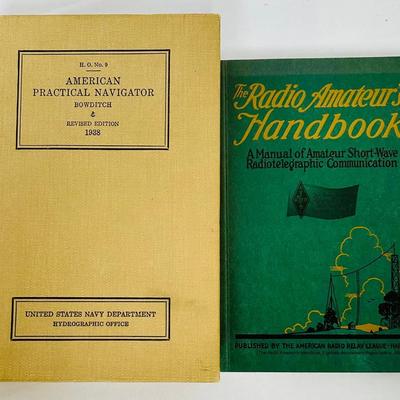 H. O. No. 9
AMERICAN
PRACTICAL NAVIGATOR
BOWDITCH
REVISED EDITION
1938
UNITED STATES NAVY DEPARTMENT
HYDROGRAPHIC OFFICE
The Radio Amateur's
Handbook
A Manual of Amateur Short-Wave
Radiotelegraphic Communication
PUBLISHED BY THE AMERICAN RADIO RELAY LEAGUE